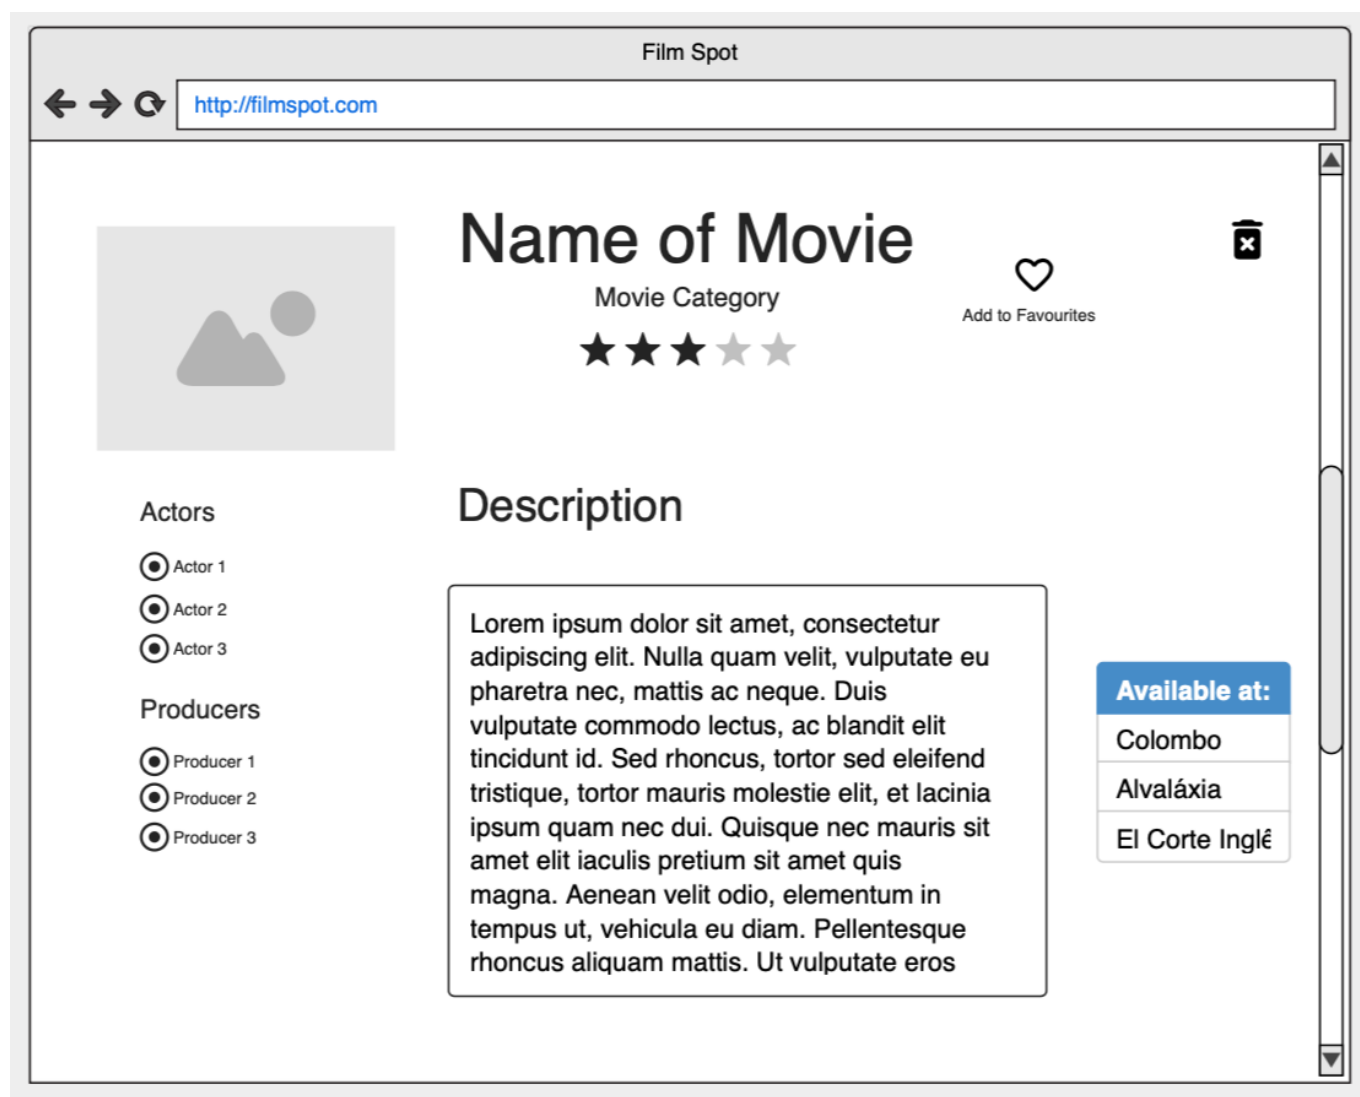 Film Spot
http://filmspot.com
Name of Movie
Movie Category
Add to Favourites
Actors
Actor 1
Actor 2
Actor 3
Producers
Producer 1
Producer 2
Producer 3
Description
Lorem ipsum dolor sit amet, consectetur
adipiscing elit. Nulla quam velit, vulputate eu
pharetra nec, mattis ac neque. Duis
vulputate commodo lectus, ac blandit elit
tincidunt id. Sed rhoncus, tortor sed eleifend
tristique, tortor mauris molestie elit, et lacinia
ipsum quam nec dui. Quisque nec mauris sit
amet elit iaculis pretium sit amet quis
magna. Aenean velit odio, elementum in
tempus ut, vehicula eu diam. Pellentesque
rhoncus aliquam mattis. Ut vulputate eros
Available at:
Colombo
Alvaláxia
El Corte Inglê